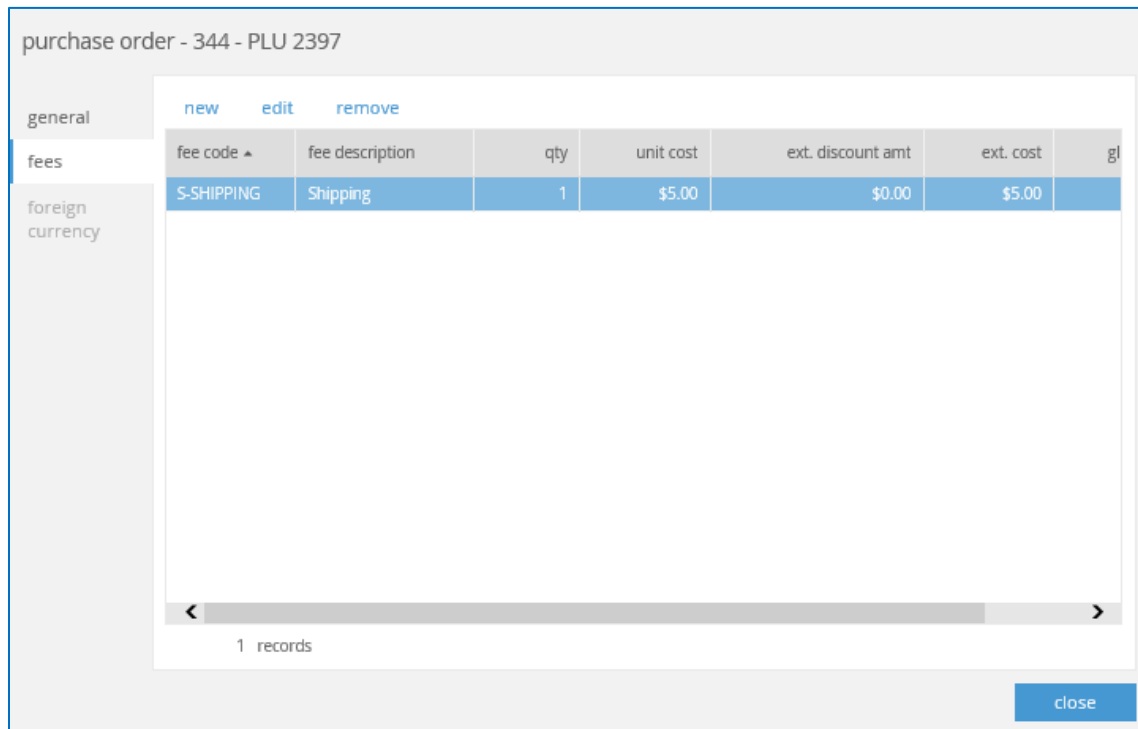 purchase order - 344 - PLU 2397
general
fees
foreign
currency
new edit remove
fee code fee description qty unit cost ext. discount amt ext. cost gl
S-SHIPPING Shipping 1 $5.00 $0.00 $5.00
1 records
close